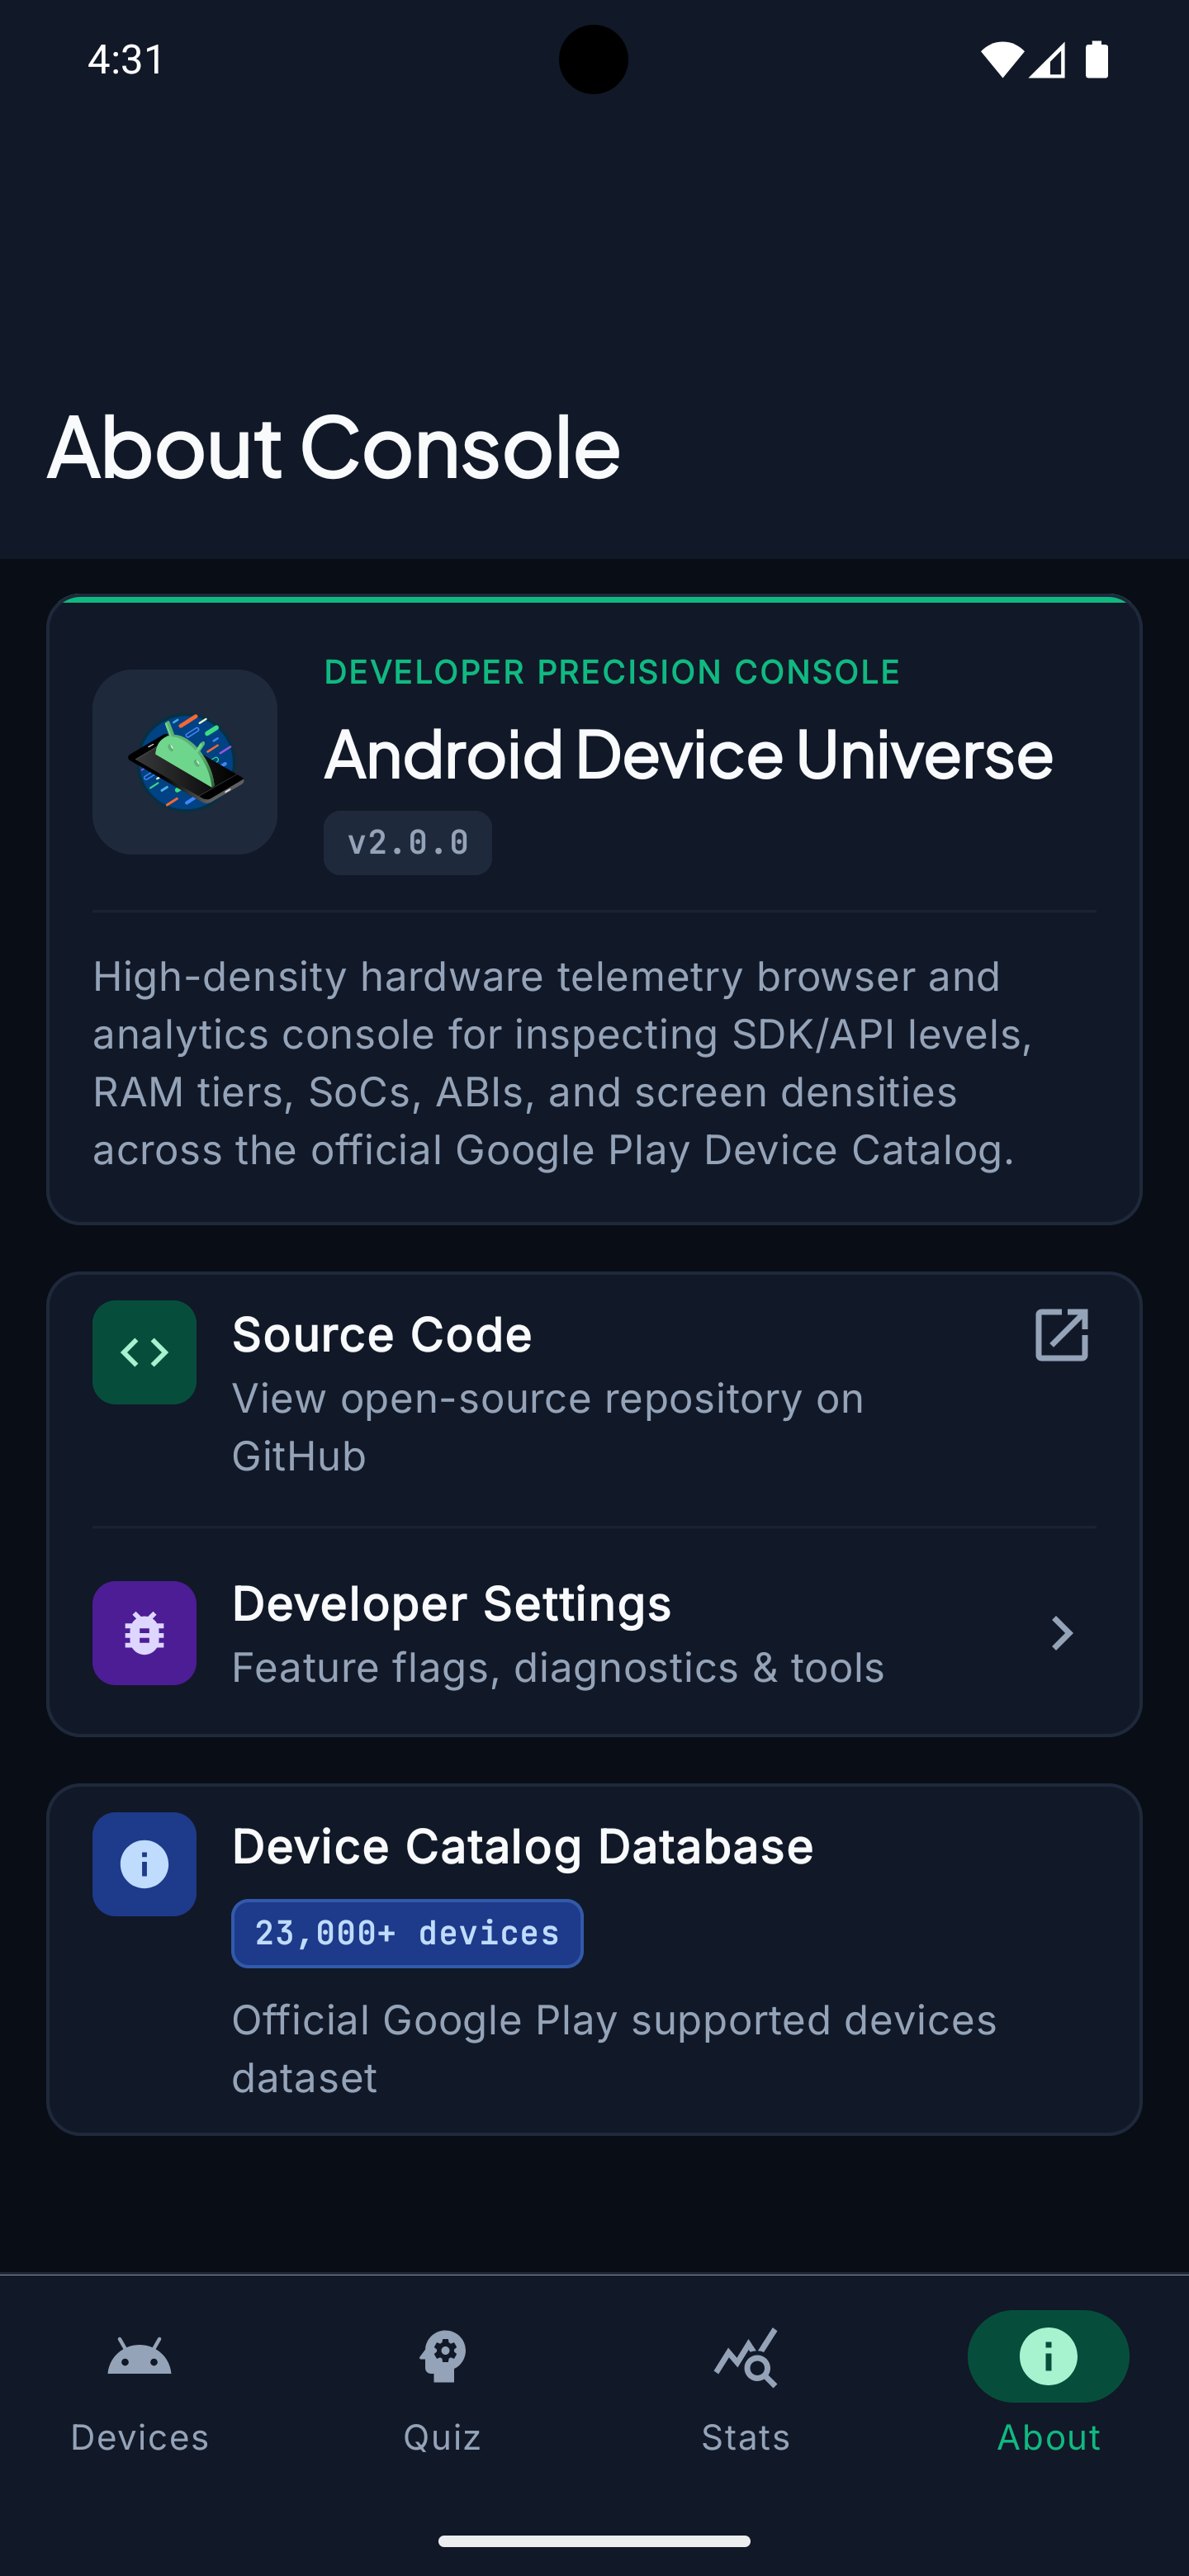 4:31
About Console
DEVELOPER PRECISION CONSOLE
Android Device Universe
v2.0.0
High-density hardware telemetry browser and
analytics console for inspecting SDK/API levels,
RAM tiers, SoCs, ABIs, and screen densities
across the official Google Play Device Catalog.
Source Code
View open-source repository on
GitHub
Developer Settings
Feature flags, diagnostics & tools
Device Catalog Database
23,000+ devices
Official Google Play supported devices
dataset
Devices
Quiz
Stats
About